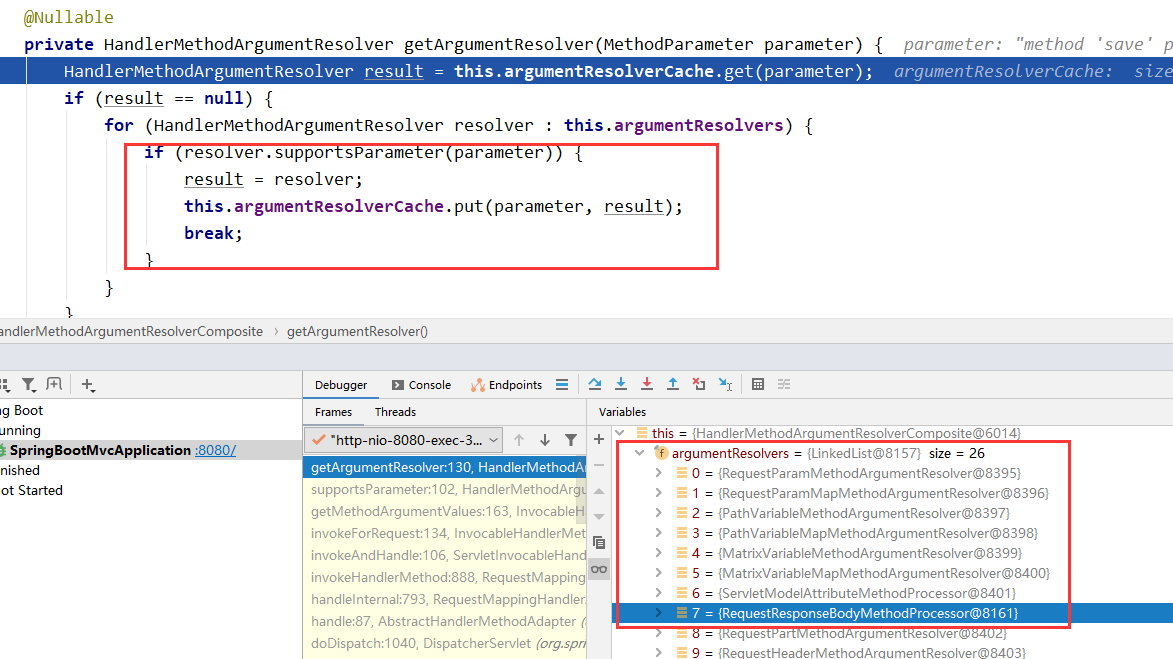 @Nullable
private HandlerMethodArgumentResolver getArgumentResolver(MethodParameter parameter) { parameter: "method 'save' p
HandlerMethodArgumentResolver result = this.argumentResolverCache.get(parameter); argumentResolverCache: size
if (result == null) {
for (HandlerMethodArgumentResolver resolver : this.argumentResolvers) {
if (resolver.supportsParameter(parameter)) {
result = resolver;
this.argumentResolverCache.put(parameter, result);
break;
}
}
}
andlerMethodArgumentResolverComposite › getArgumentResolver()
Debugger Console Endpoints
Frames Threads Variables
ng Boot
unning
SpringBootMvcApplication :8080/
nished
ot Started
"http-nio-8080-exec-3...
getArgumentResolver:130, HandlerMethodAr
supportsParameter:102, HandlerMethodArgu
getMethodArgumentValues:163, InvocableH
invokeForRequest:134, InvocableHandlerMet
invokeAndHandle:106, ServletInvocableHand
invokeHandlerMethod:888, RequestMapping
handleInternal:793, RequestMappingHandler
handle:87, AbstractHandlerMethodAdapter (
doDispatch:1040, DispatcherServlet (org.spri
this = {HandlerMethodArgumentResolverComposite@6014}
argumentResolvers = {LinkedList@8157} size = 26
0 = {RequestParamMethodArgumentResolver@8395}
1 = {RequestParamMapMethodArgumentResolver@8396}
2 = {PathVariableMethodArgumentResolver@8397}
3 = {PathVariableMapMethodArgumentResolver@8398}
4 = {MatrixVariableMethodArgumentResolver@8399}
5 = {MatrixVariableMapMethodArgumentResolver@8400}
6 = {ServletModelAttributeMethodProcessor@8401}
7 = {RequestResponseBodyMethodProcessor@8161}
8 = {RequestPartMethodArgumentResolver@8402}
9 = {RequestHeaderMethodArgumentResolver@8403}